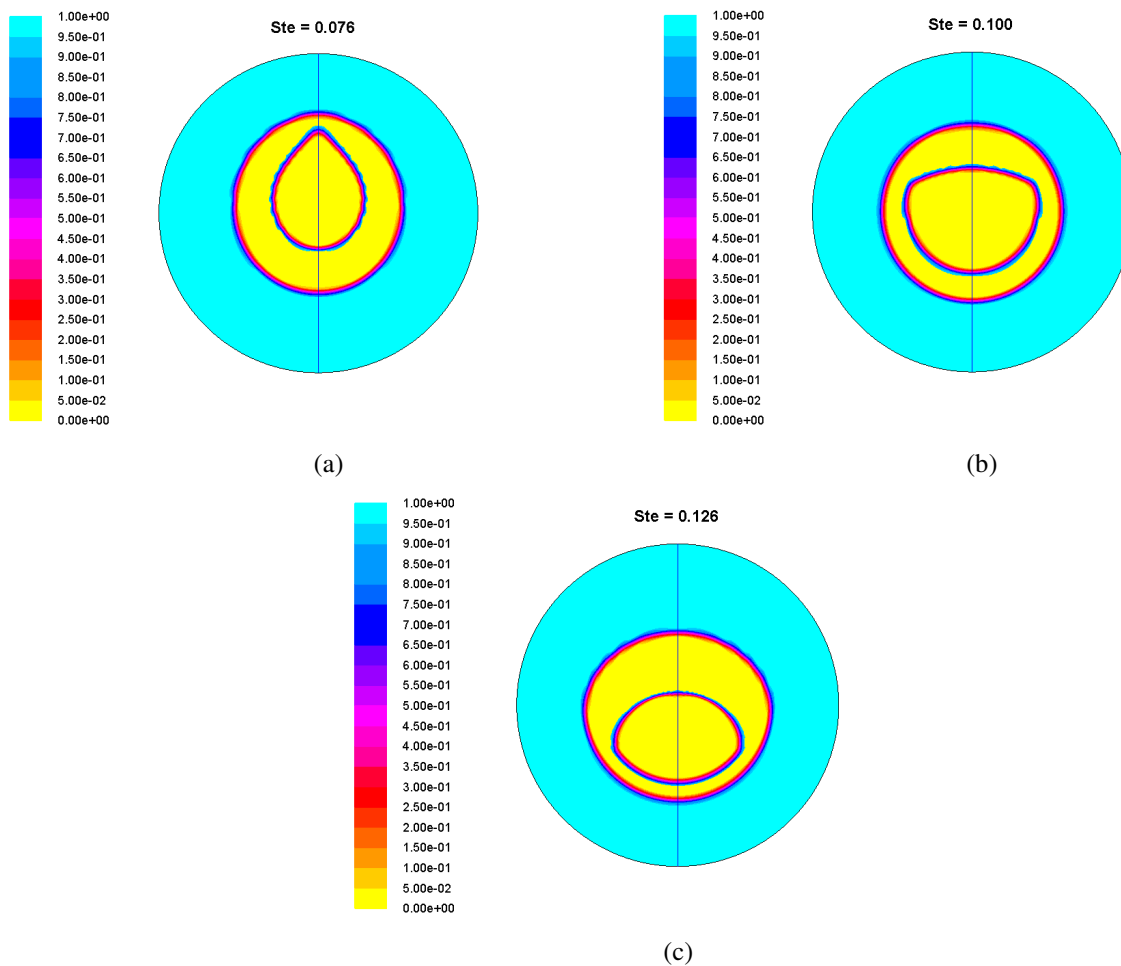 Ste = 0.076
1.00e+00
9.50e-01
9.00e-01
8.50e-01
8.00e-01
7.50e-01
7.00e-01
6.50e-01
6.00e-01
5.50e-01
5.00e-01
4.50e-01
4.00e-01
3.50e-01
3.00e-01
2.50e-01
2.00e-01
1.50e-01
1.00e-01
5.00e-02
0.00e+00
(a)
Ste = 0.100
1.00e+00
9.50e-01
9.00e-01
8.50e-01
8.00e-01
7.50e-01
7.00e-01
6.50e-01
6.00e-01
5.50e-01
5.00e-01
4.50e-01
4.00e-01
3.50e-01
3.00e-01
2.50e-01
2.00e-01
1.50e-01
1.00e-01
5.00e-02
0.00e+00
(b)
Ste = 0.126
1.00e+00
9.50e-01
9.00e-01
8.50e-01
8.00e-01
7.50e-01
7.00e-01
6.50e-01
6.00e-01
5.50e-01
5.00e-01
4.50e-01
4.00e-01
3.50e-01
3.00e-01
2.50e-01
2.00e-01
1.50e-01
1.00e-01
5.00e-02
0.00e+00
(c)